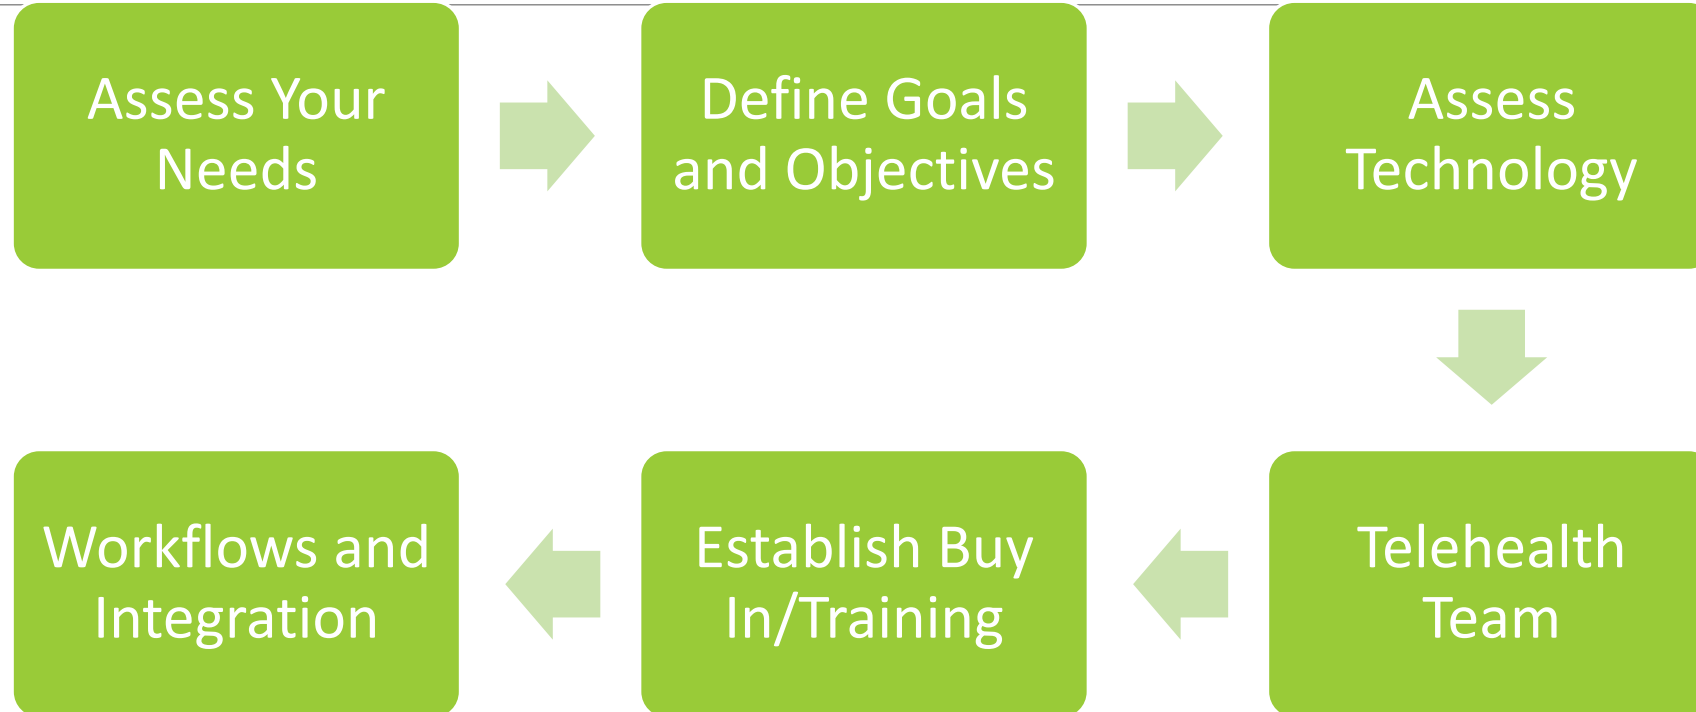 Assess Your
Needs
Define Goals
and Objectives
Assess
Technology
Telehealth
Team
Establish Buy
In/Training
Workflows and
Integration